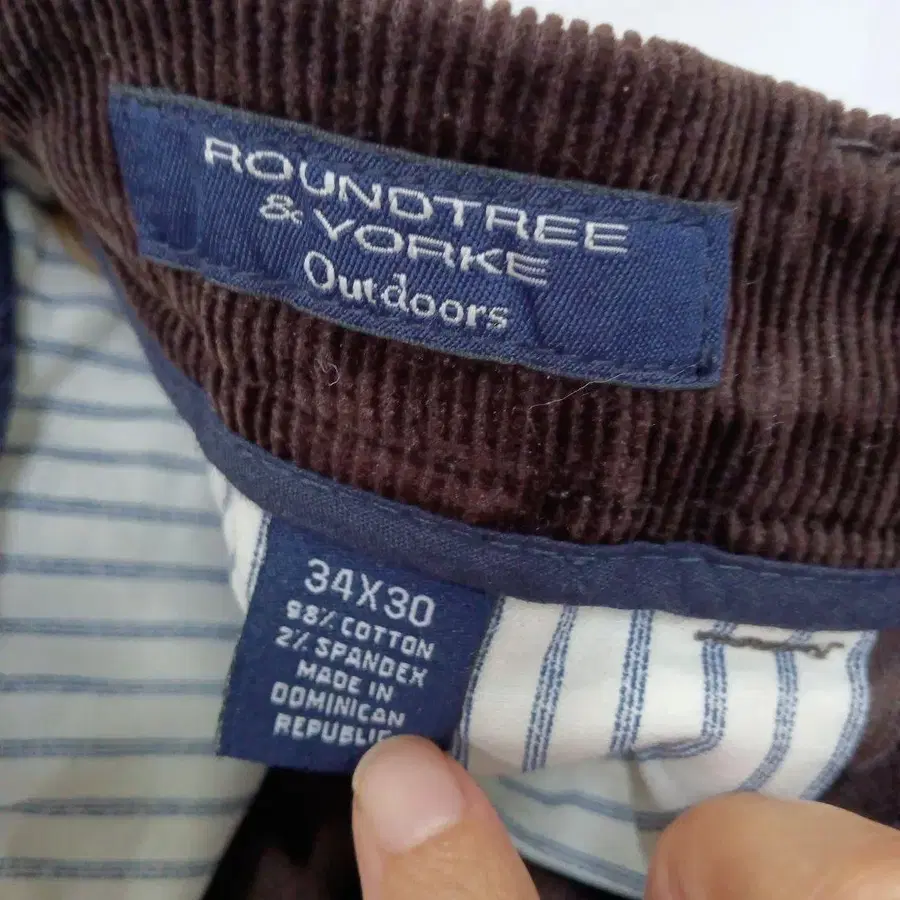 ROUNDTREE
& YORKE
Outdoors
34X30
98% COTTON
2% SPANDEX
MADE IN
DOMINICAN
REPUBLIC